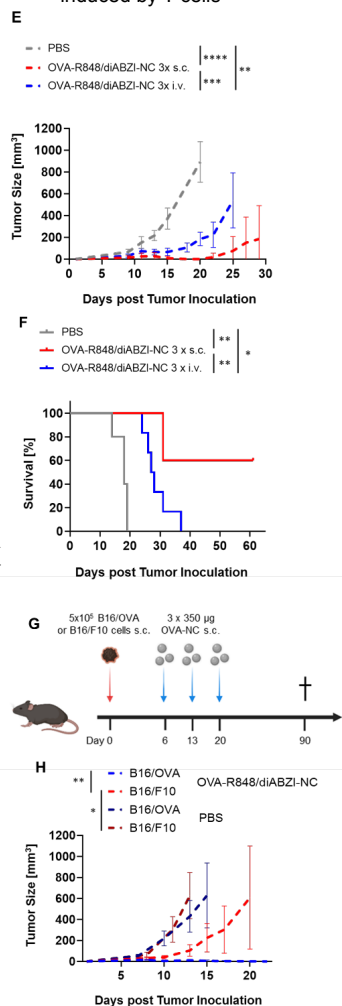 induced by T cells
E
PBS
OVA-R848/diABZI-NC 3x s.c.
OVA-R848/diABZI-NC 3x i.v.
****
***
**
Tumor Size [mm³]
1200
1000
800
600
400
200
0
0 5 10 15 20 25 30
Days post Tumor Inoculation
F
PBS
OVA-R848/diABZI-NC 3 x s.c.
OVA-R848/diABZI-NC 3 x i.v.
**
**
*
Survival [%]
100
80
60
40
20
0
0 10 20 30 40 50 60
Days post Tumor Inoculation
G
5x10⁵ B16/OVA
or B16/F10 cells s.c.
3 x 350 µg
OVA-NC s.c.
Day 0 6 13 20 90
H
**
*
B16/OVA
B16/F10
B16/OVA
B16/F10
OVA-R848/diABZI-NC
PBS
Tumor Size [mm³]
1200
1000
800
600
400
200
0
5 10 15 20
Days post Tumor Inoculation